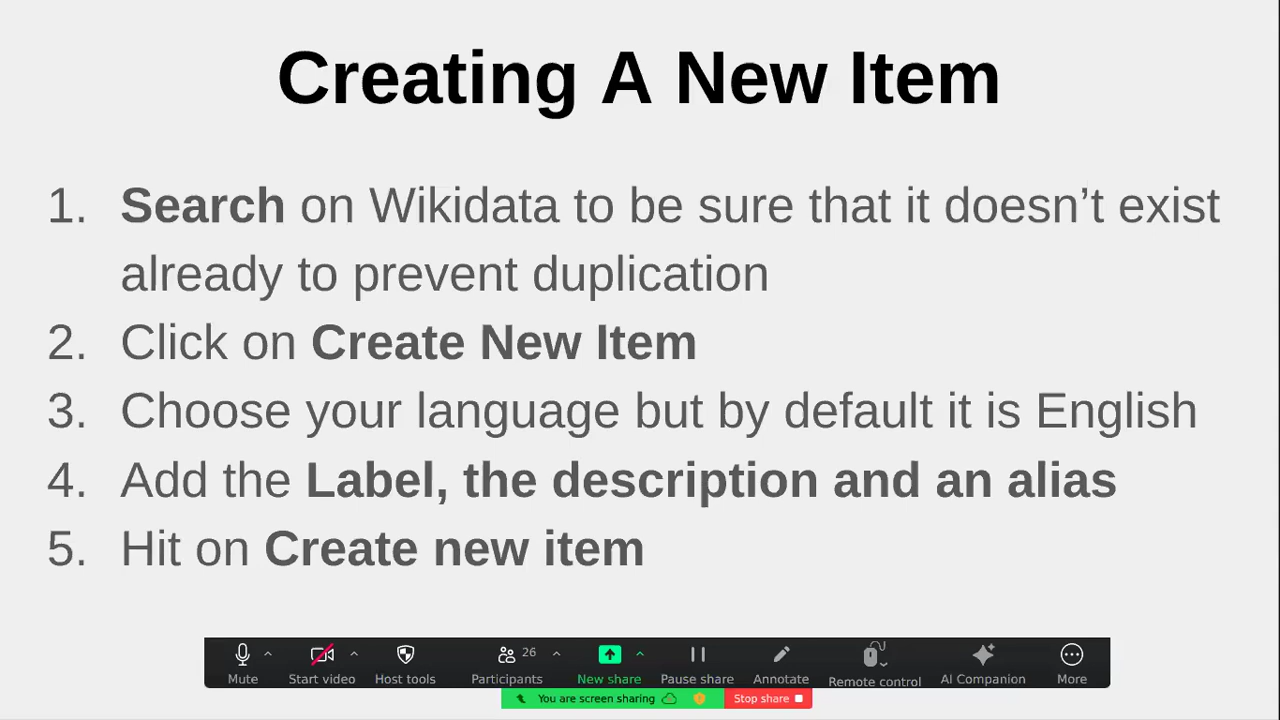 Creating A New Item
1. Search on Wikidata to be sure that it doesn’t exist
already to prevent duplication
2. Click on Create New Item
3. Choose your language but by default it is English
4. Add the Label, the description and an alias
5. Hit on Create new item
Mute Start video Host tools Participants 26 New share Pause share Annotate Remote control AI Companion More
You are screen sharing Stop share